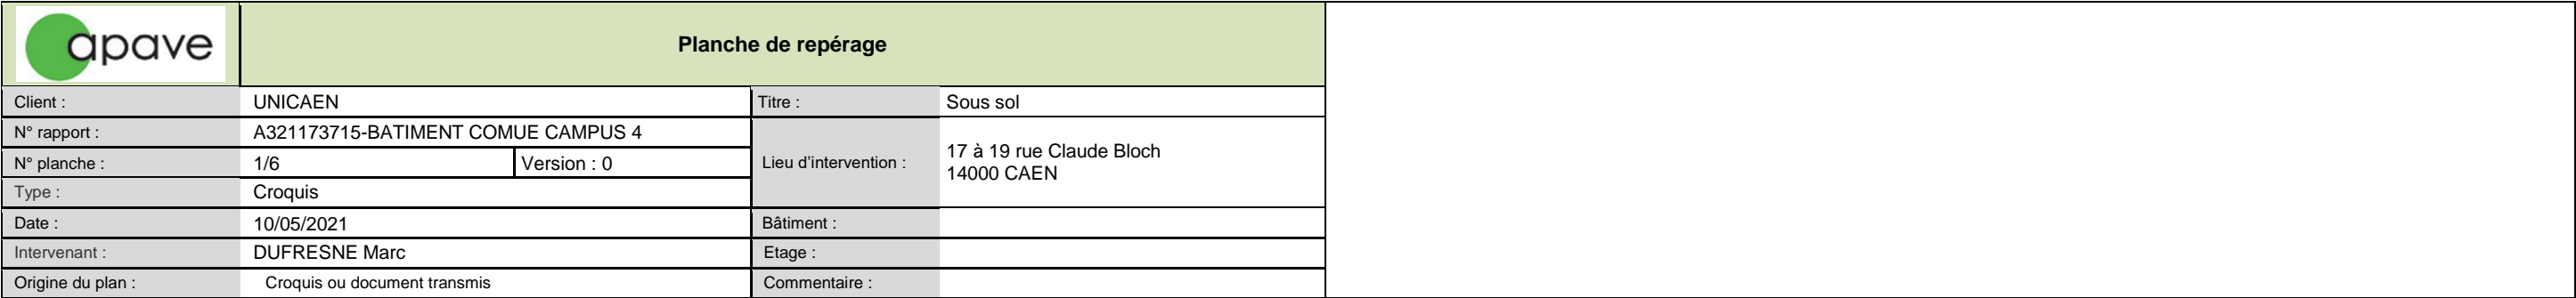 apave
Planche de repérage
Client : UNICAEN Titre : Sous sol
N° rapport : A321173715-BATIMENT COMUE CAMPUS 4
N° planche : 1/6 Version : 0
Lieu d'intervention : 17 à 19 rue Claude Bloch
14000 CAEN
Type : Croquis
Date : 10/05/2021 Bâtiment :
Intervenant : DUFRESNE Marc Etage :
Origine du plan : Croquis ou document transmis Commentaire :